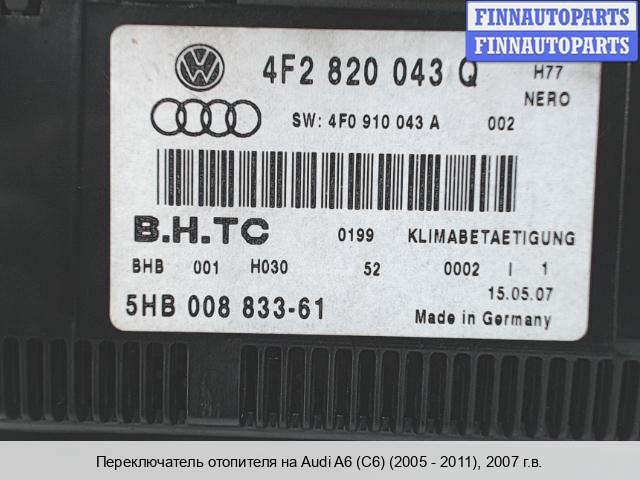 FINNAUTOPARTS
FINNAUTOPARTS
4F2 820 043 Q H77
NERO
SW: 4F0 910 043 A 002
B.H.TC 0199 KLIMABETAETIGUNG
BHB 001 H030 52 0002 I 1
15.05.07
5HB 008 833-61 Made in Germany
Переключатель отопителя на Audi A6 (C6) (2005 - 2011), 2007 г.в.